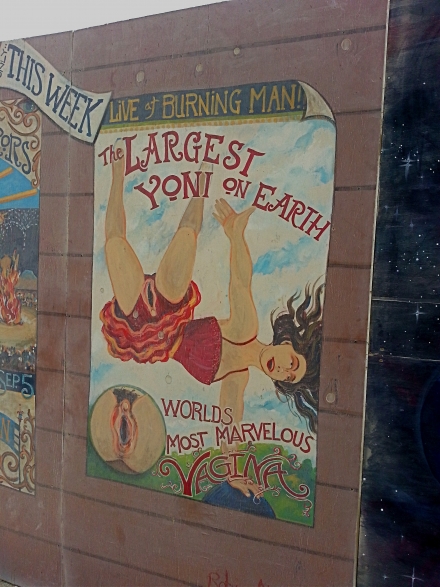 THIS WEEK
LIVE at BURNING MAN!
The LARGEST
YONI ON EARTH
WORLDS
MOST MARVELOUS
VAGINA
SEP 5